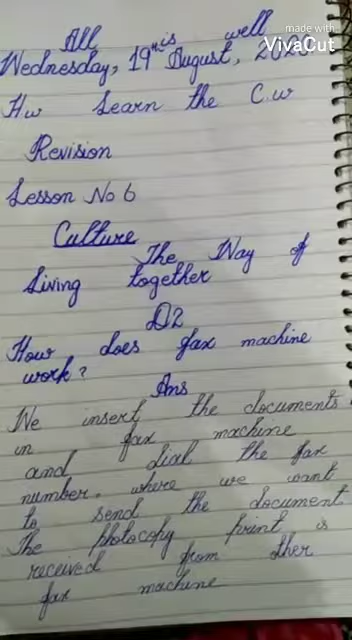 All is well
made with
VivaCut
Wednesday, 19th August, 2020
Hw Learn the C.w
Revision
Lesson No 6
Culture
The Way of
Living together
Q2
How does fax machine
work?
Ans
We insert the documents
in fax machine
and dial the fax
number, where we want
to send the document
The photocopy print is
received from other
fax machine